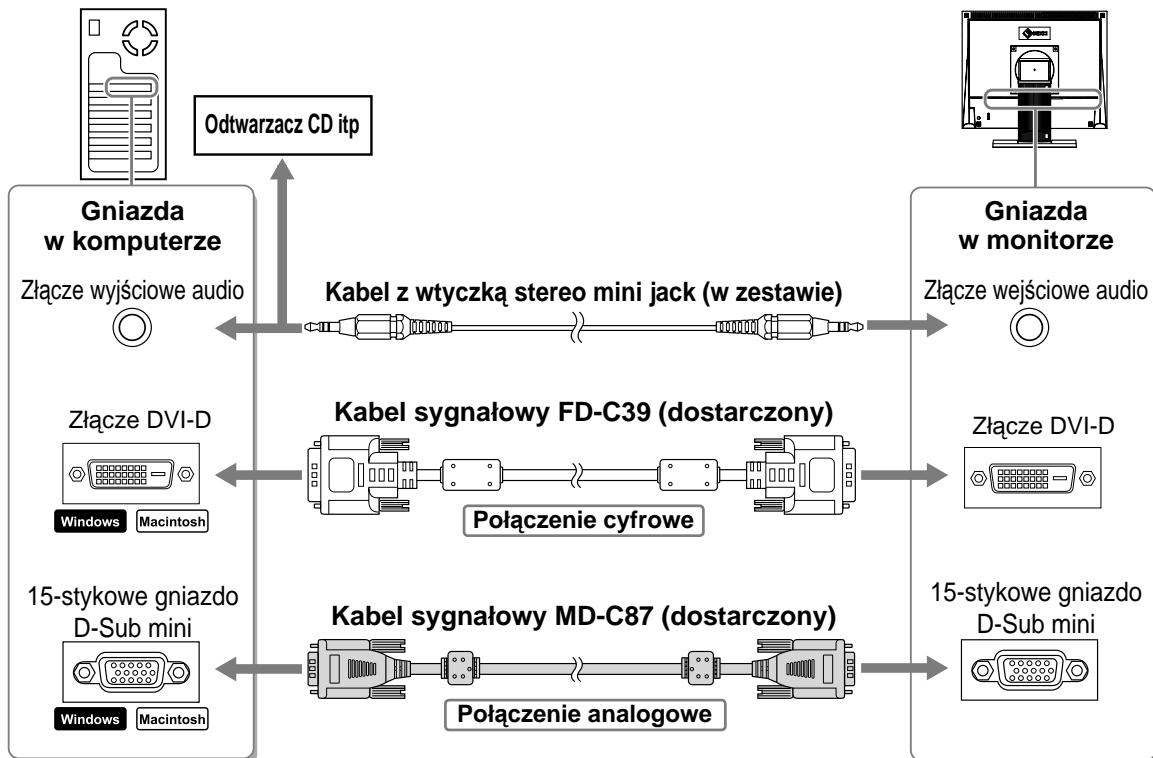 Odtwarzacz CD itp
Gniazda
w komputerze
Gniazda
w monitorze
Złącze wyjściowe audio
Kabel z wtyczką stereo mini jack (w zestawie)
Złącze wejściowe audio
Złącze DVI-D
Windows Macintosh
Kabel sygnałowy FD-C39 (dostarczony)
Połączenie cyfrowe
Złącze DVI-D
15-stykowe gniazdo
D-Sub mini
Windows Macintosh
Kabel sygnałowy MD-C87 (dostarczony)
Połączenie analogowe
15-stykowe gniazdo
D-Sub mini